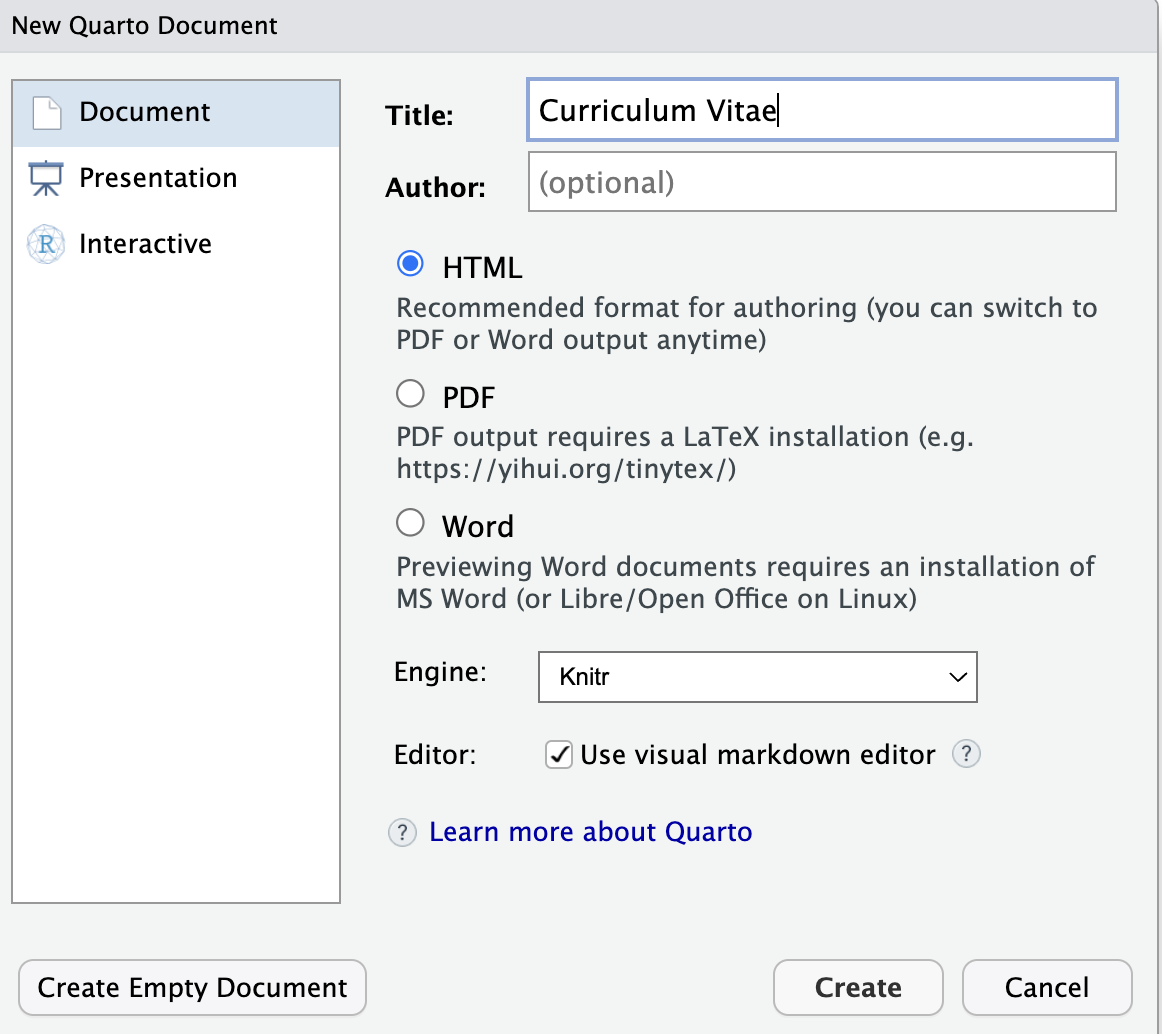 New Quarto Document
Document
Presentation
R Interactive
Title: Curriculum Vitae
Author: (optional)
HTML
Recommended format for authoring (you can switch to
PDF or Word output anytime)
PDF
PDF output requires a LaTeX installation (e.g.
https://yihui.org/tinytex/)
Word
Previewing Word documents requires an installation of
MS Word (or Libre/Open Office on Linux)
Engine: Knitr
Editor: Use visual markdown editor ?
? Learn more about Quarto
Create Empty Document Create Cancel